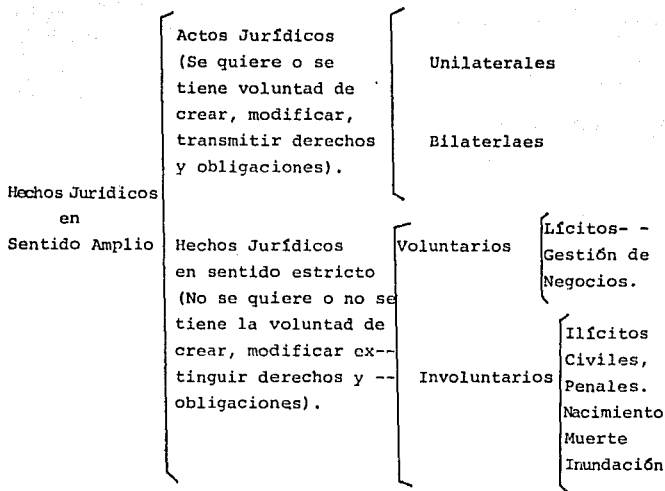 Hechos Jurídicos
en
Sentido Amplio
Actos Jurídicos
(Se quiere o se
tiene voluntad de
crear, modificar,
transmitir derechos
y obligaciones).
Unilaterales
Bilaterlaes
Hechos Jurídicos
en sentido estricto
(No se quiere o no se
tiene la voluntad de
crear, modificar ex--
tinguir derechos y --
obligaciones).
Voluntarios
Lícitos- -
Gestión de
Negocios.
Involuntarios
Ilícitos
Civiles,
Penales.
Nacimiento
Muerte
Inundación